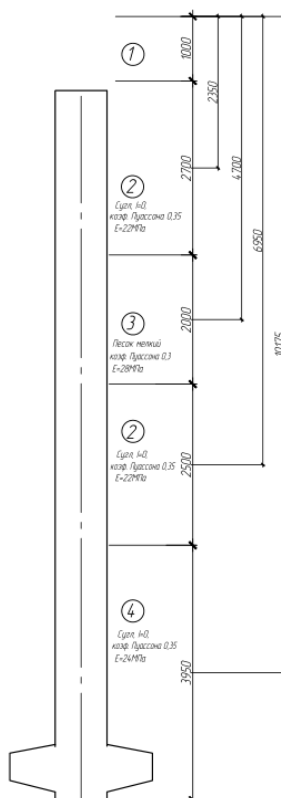 1
1000
2350
2700
4700
2
Сугл. I=0,
коэф. Пуассона 0,35
E=22МПа
6950
3
2000
Песок мелкий
коэф. Пуассона 0,3
E=28МПа
10175
2
Сугл. I=0,
коэф. Пуассона 0,35
E=22МПа
2500
4
Сугл. I=0,
коэф. Пуассона 0,35
E=24МПа
3950